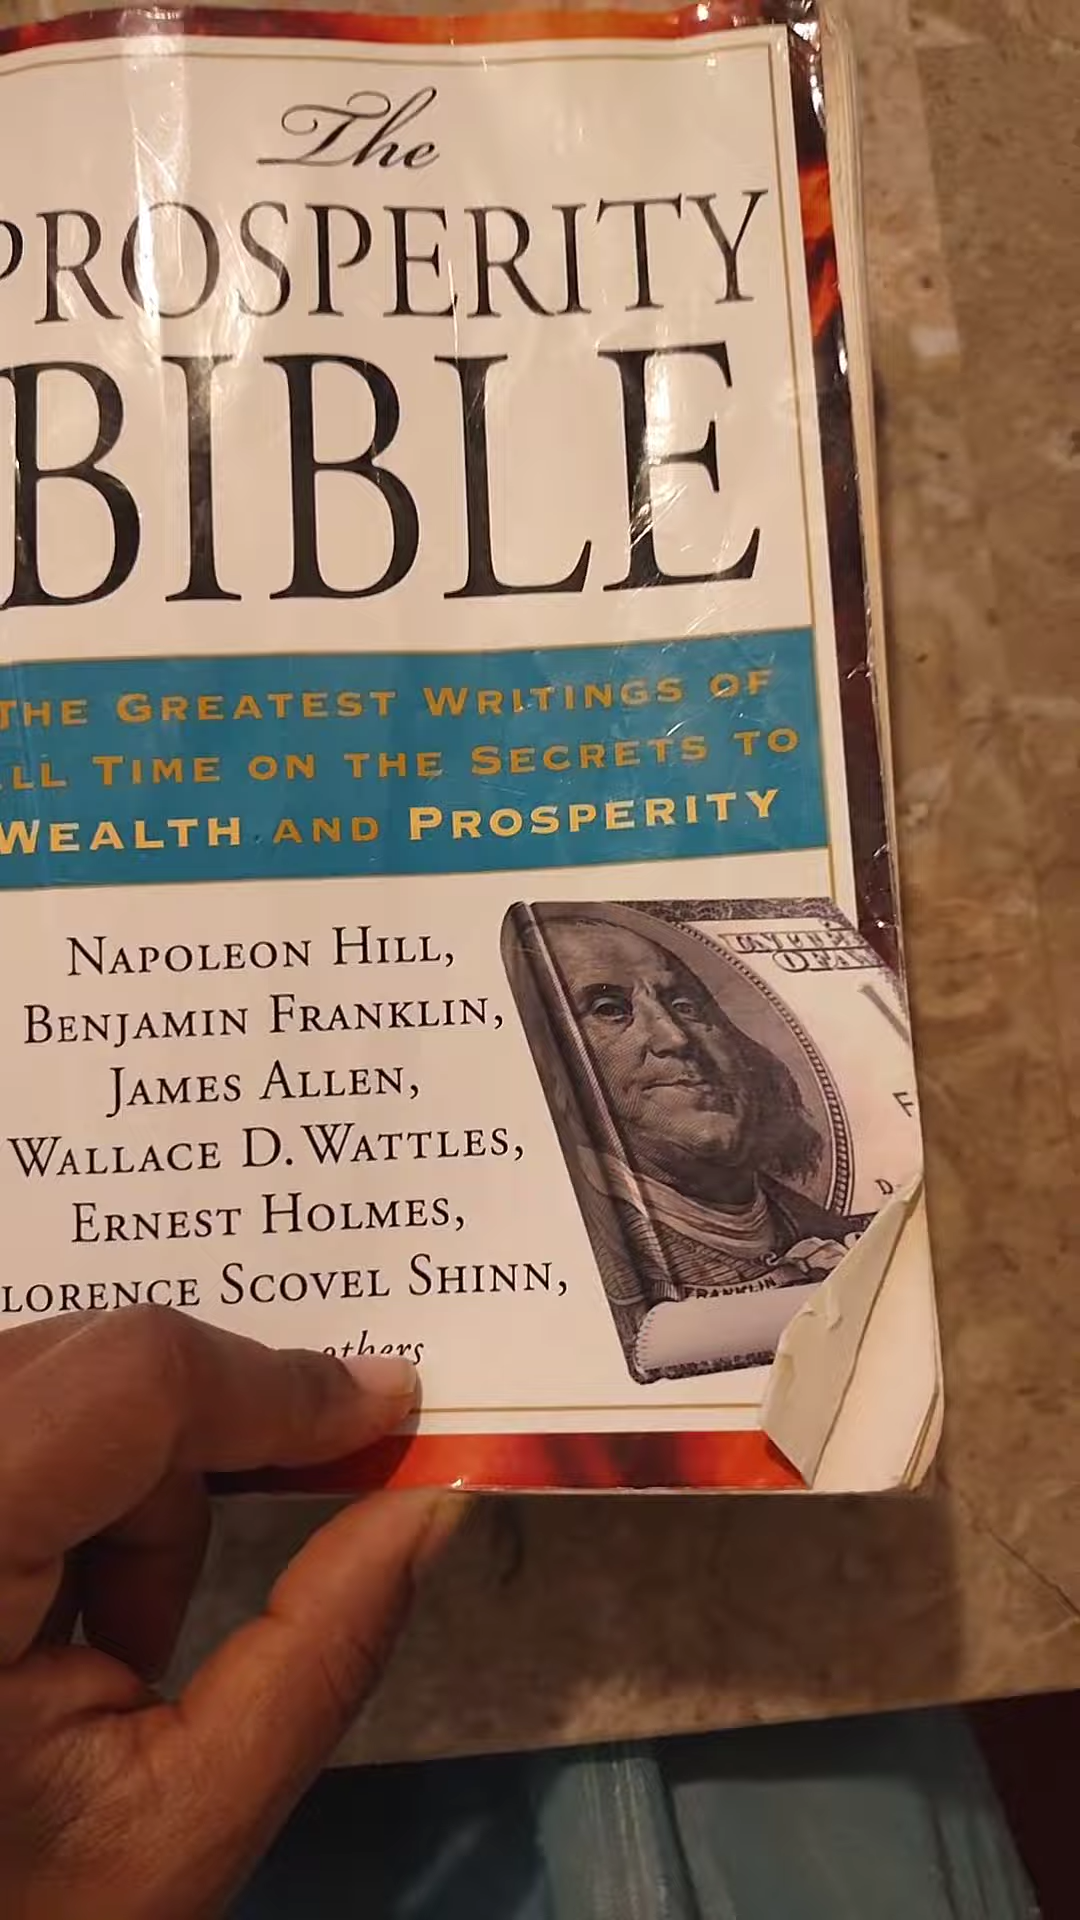 The
PROSPERITY
BIBLE
THE GREATEST WRITINGS OF
ALL TIME ON THE SECRETS TO
WEALTH AND PROSPERITY
NAPOLEON HILL,
BENJAMIN FRANKLIN,
JAMES ALLEN,
WALLACE D. WATTLES,
ERNEST HOLMES,
LORENCE SCOVEL SHINN,
others
FRANKLIN